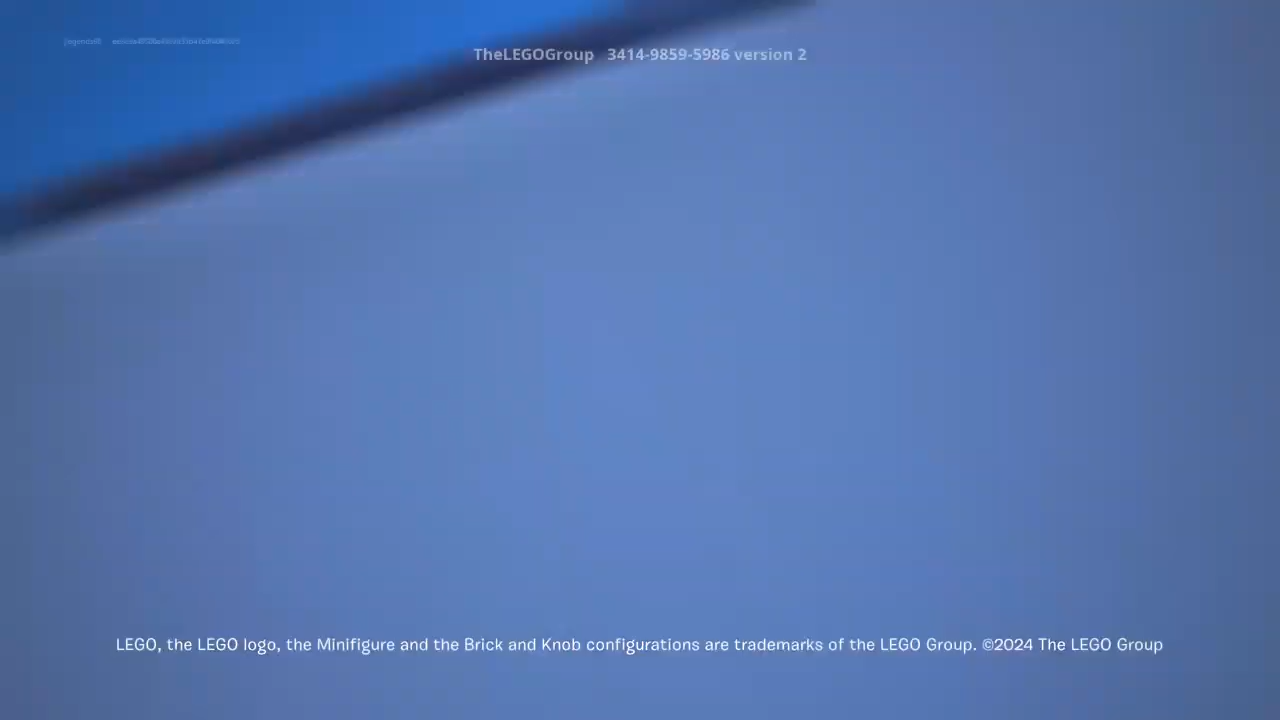 TheLEGOGroup 3414-9859-5986 version 2
LEGO, the LEGO logo, the Minifigure and the Brick and Knob configurations are trademarks of the LEGO Group. ©2024 The LEGO Group